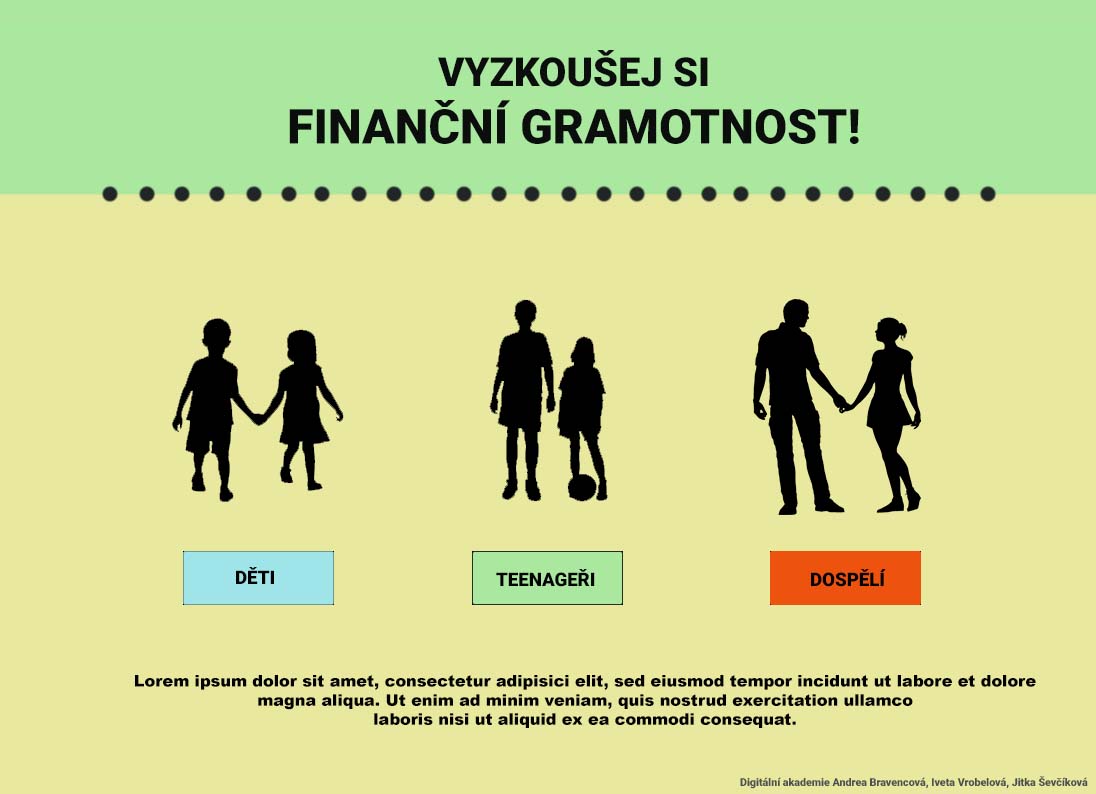 VYZKOUŠEJ SI
FINANČNÍ GRAMOTNOST!
DĚTI
TEENAGEŘI
DOSPĚLÍ
Lorem ipsum dolor sit amet, consectetur adipisici elit, sed eiusmod tempor incidunt ut labore et dolore
magna aliqua. Ut enim ad minim veniam, quis nostrud exercitation ullamco
laboris nisi ut aliquid ex ea commodi consequat.
Digitální akademie Andrea Bravencová, Iveta Vrobelová, Jitka Ševčíková